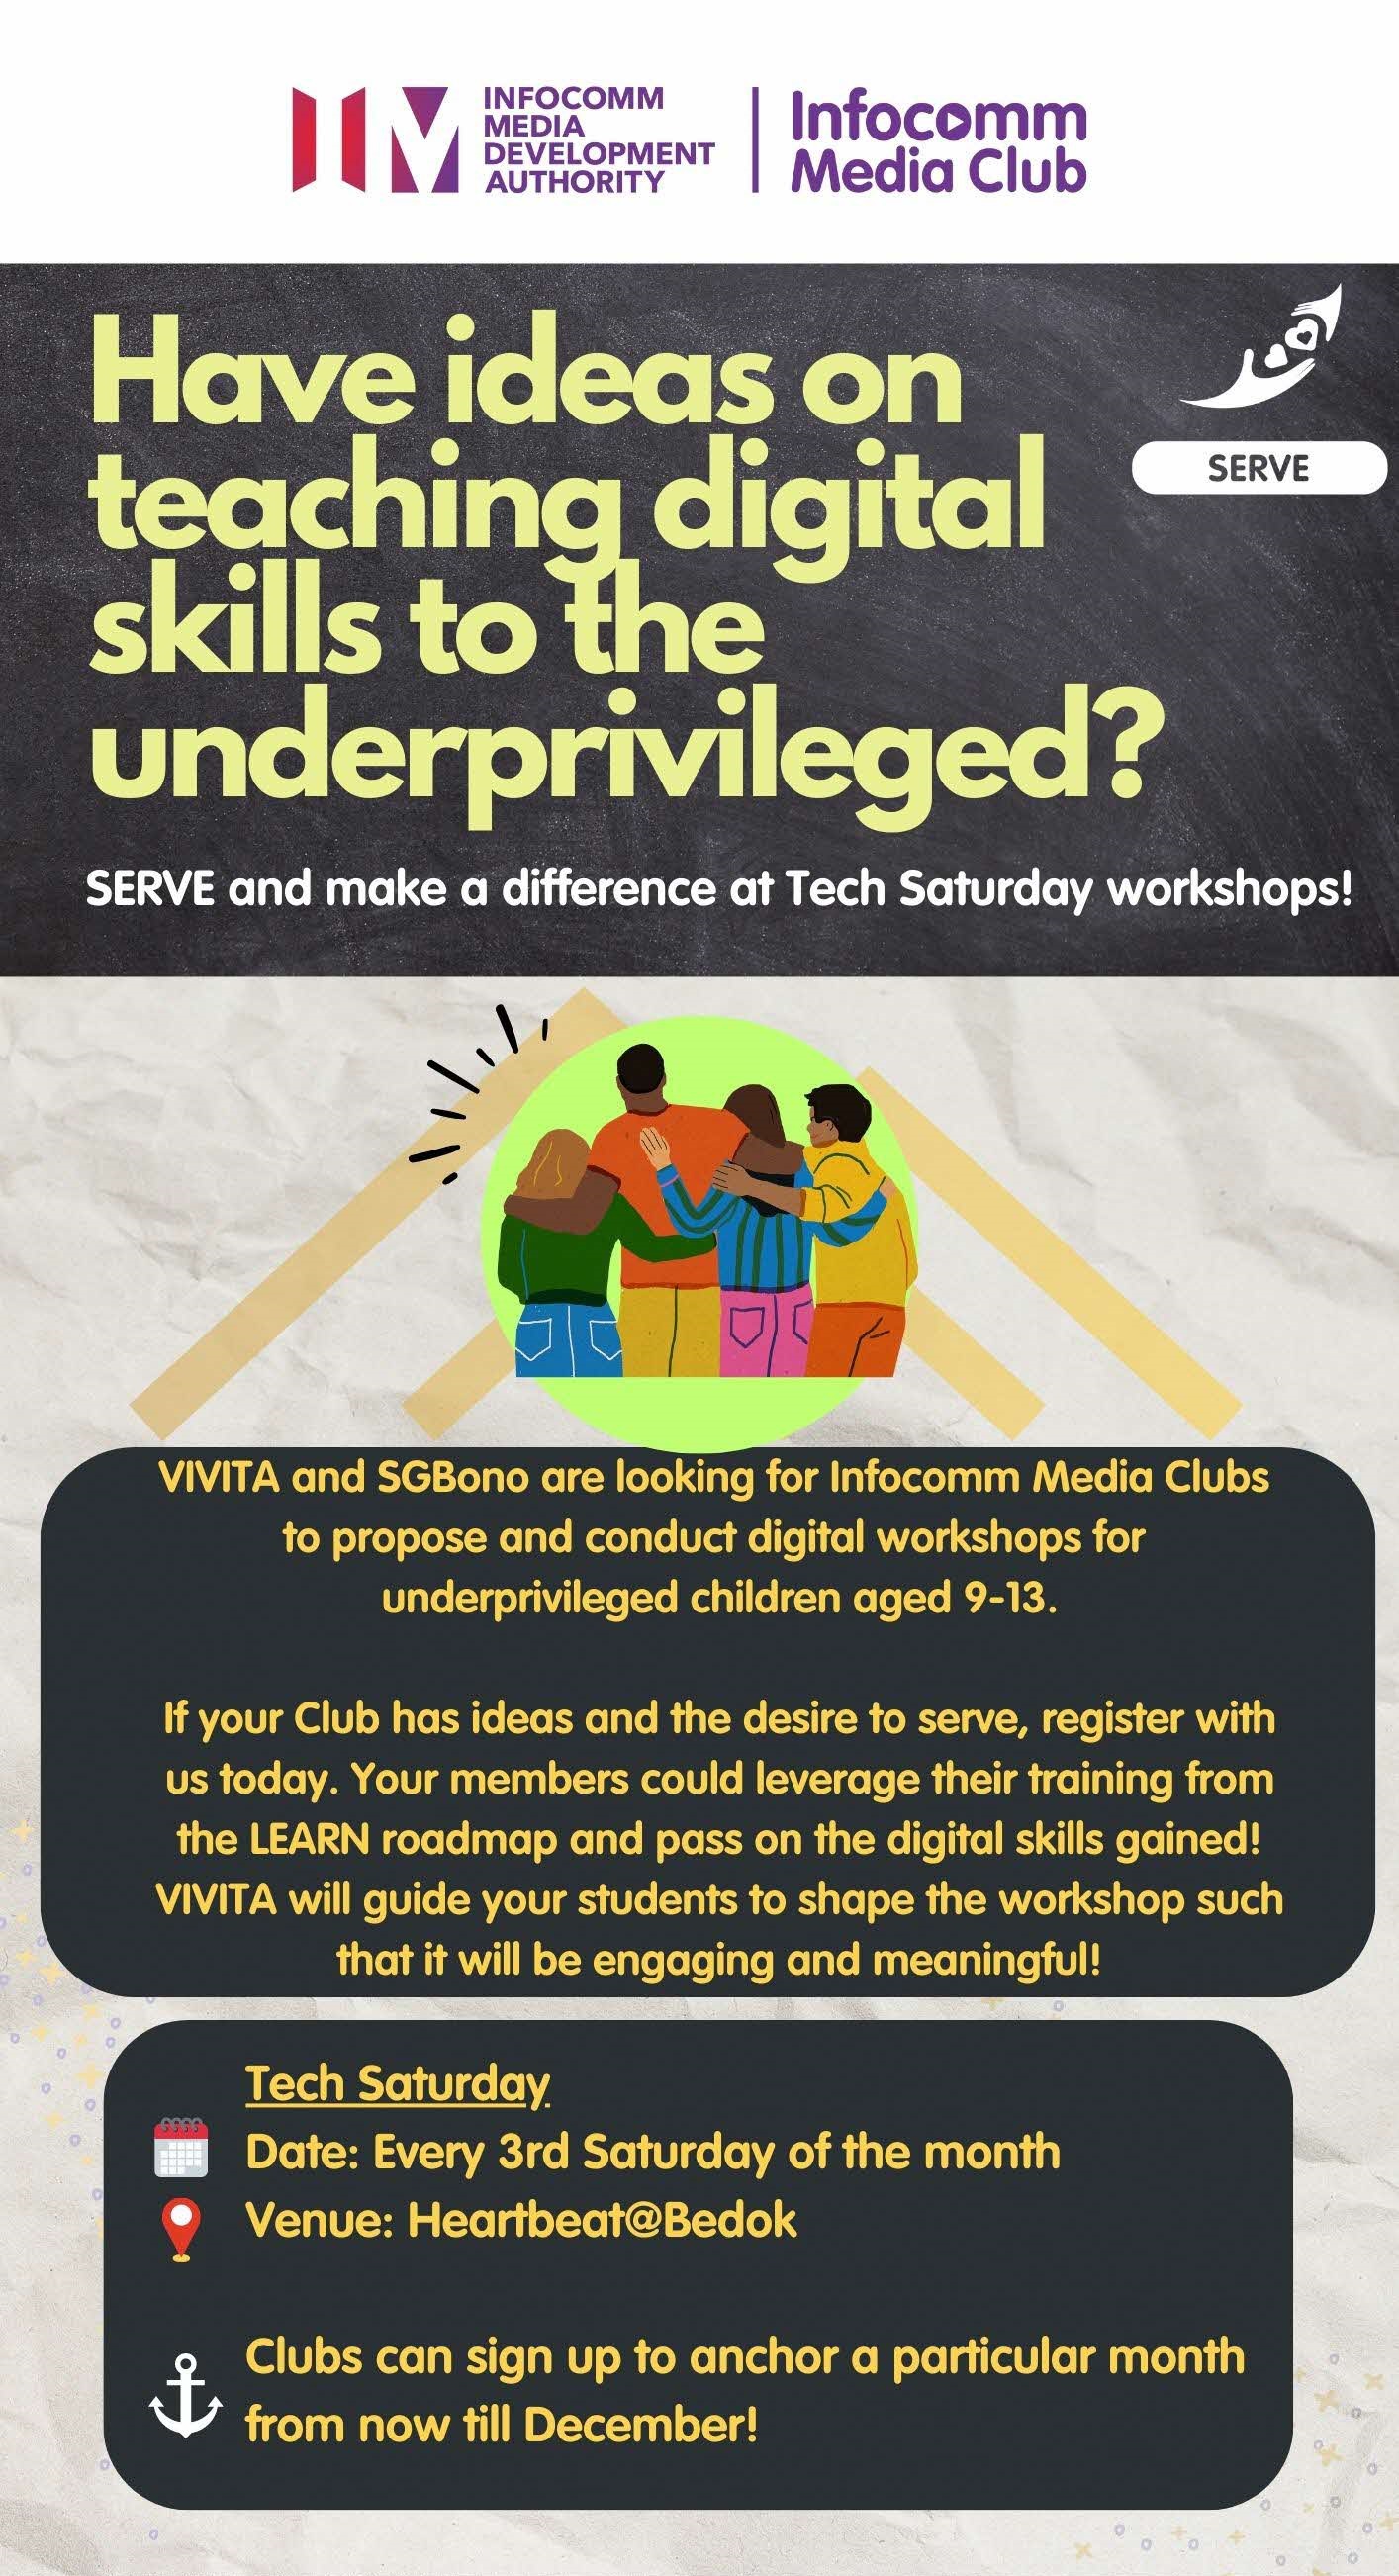 INFOCOMM
MEDIA
DEVELOPMENT
AUTHORITY
Infocomm
Media Club
Have ideas on
teaching digital
skills to the
underprivileged?
SERVE
SERVE and make a difference at Tech Saturday workshops!
VIVITA and SGBono are looking for Infocomm Media Clubs
to propose and conduct digital workshops for
underprivileged children aged 9-13.
If your Club has ideas and the desire to serve, register with
us today. Your members could leverage their training from
the LEARN roadmap and pass on the digital skills gained!
VIVITA will guide your students to shape the workshop such
that it will be engaging and meaningful!
Tech Saturday
Date: Every 3rd Saturday of the month
Venue: Heartbeat@Bedok
Clubs can sign up to anchor a particular month
from now till December!